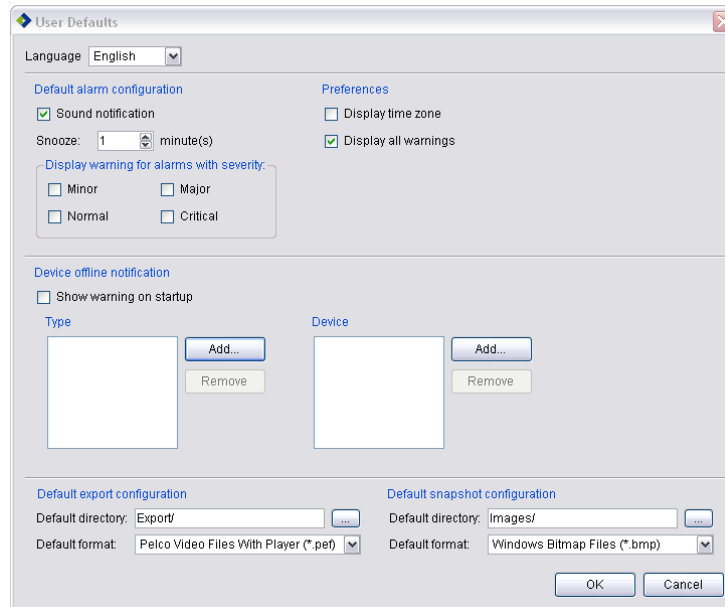 User Defaults
Language English
Default alarm configuration
Sound notification
Snooze: 1 minute(s)
Display warning for alarms with severity:
Minor Major
Normal Critical
Preferences
Display time zone
Display all warnings
Device offline notification
Show warning on startup
Type Device
Add... Add...
Remove Remove
Default export configuration
Default directory: Export/ ...
Default format: Pelco Video Files With Player (*.pef)
Default snapshot configuration
Default directory: Images/ ...
Default format: Windows Bitmap Files (*.bmp)
OK Cancel